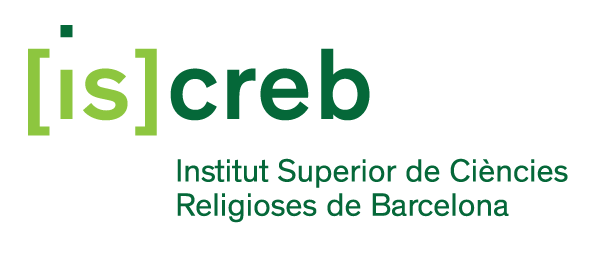 [is]creb
Institut Superior de Ciències
Religioses de Barcelona